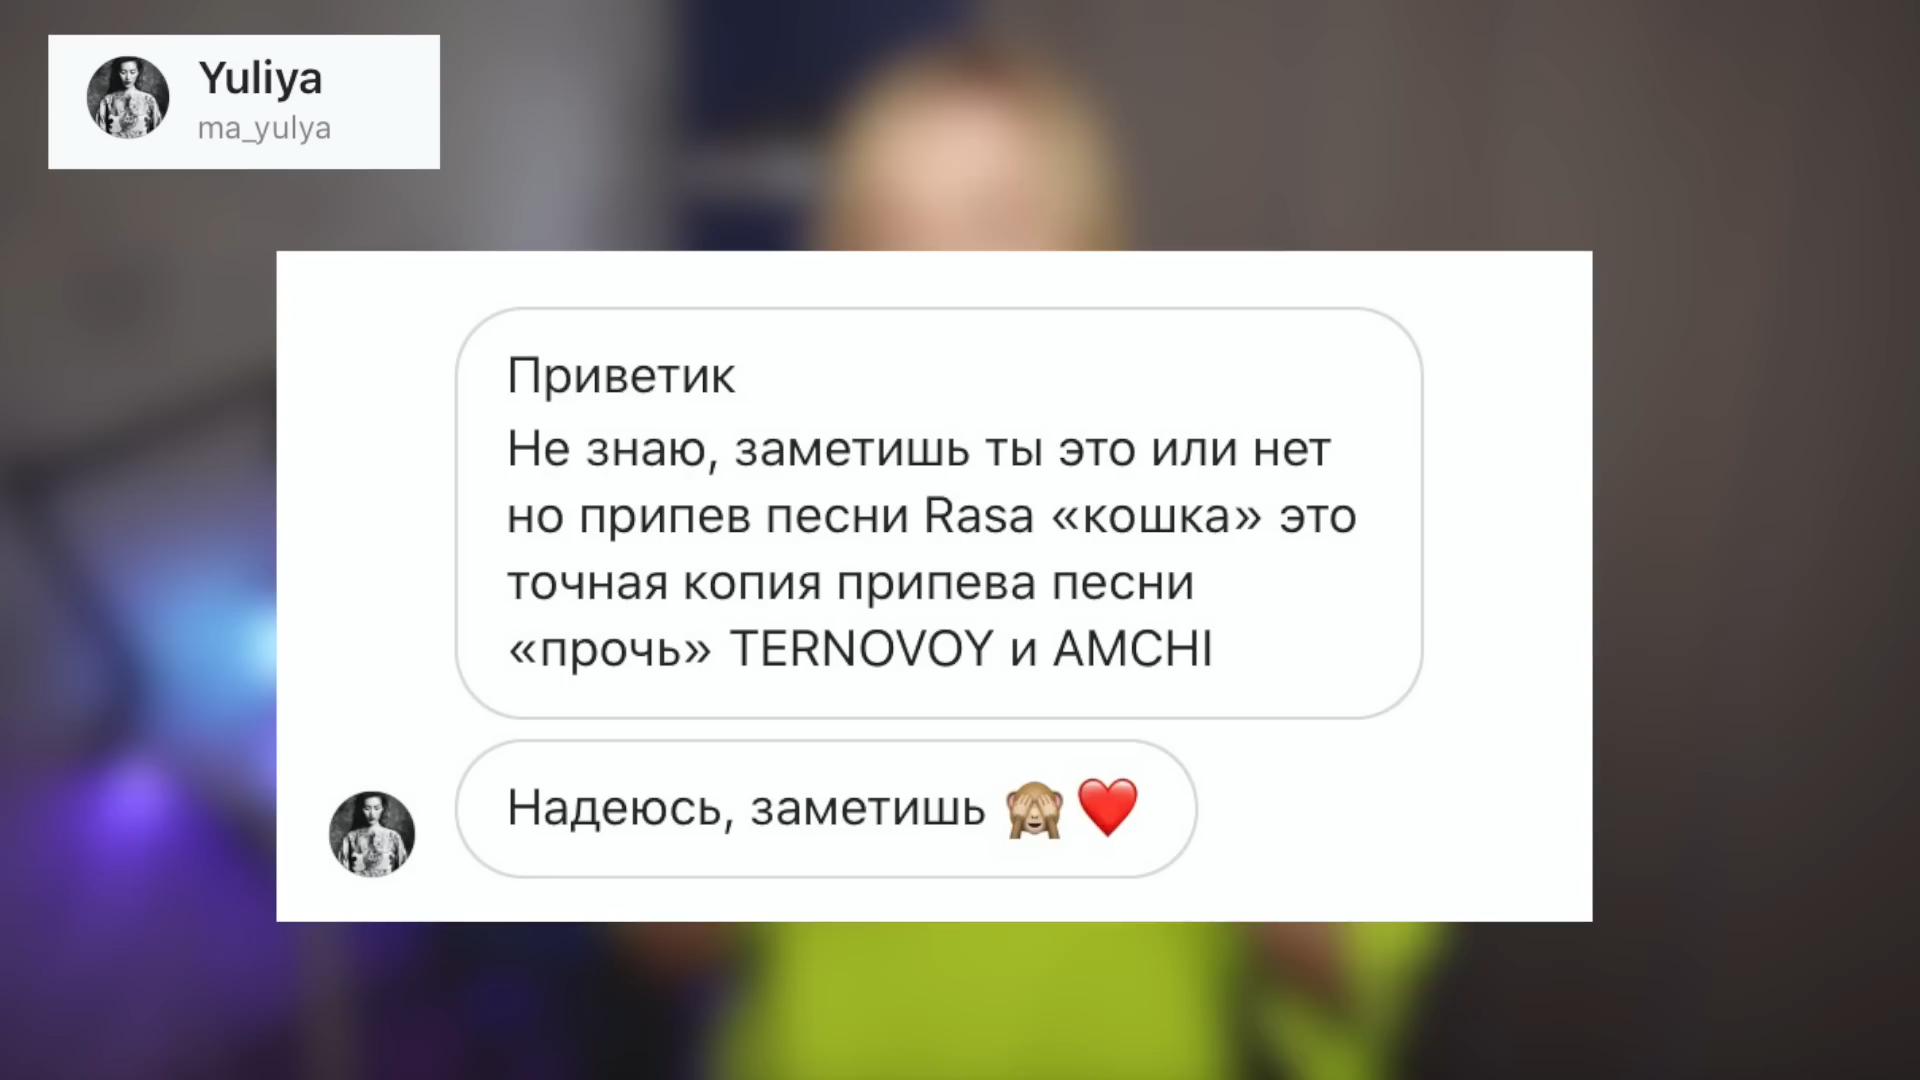 Yuliya
ma_yulya
Приветик
Не знаю, заметишь ты это или нет
но припев песни Rasa «кошка» это
точная копия припева песни
«прочь» TERNOVOY и AMCHI
Надеюсь, заметишь 🙈❤️